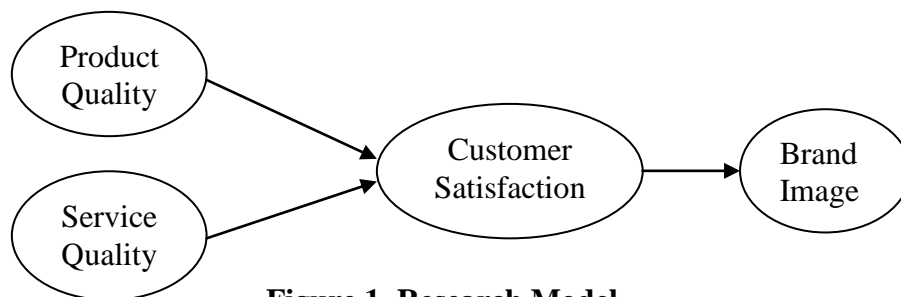 Product
Quality
Customer
Satisfaction
Brand
Image
Service
Quality
Figure 1. Research Model